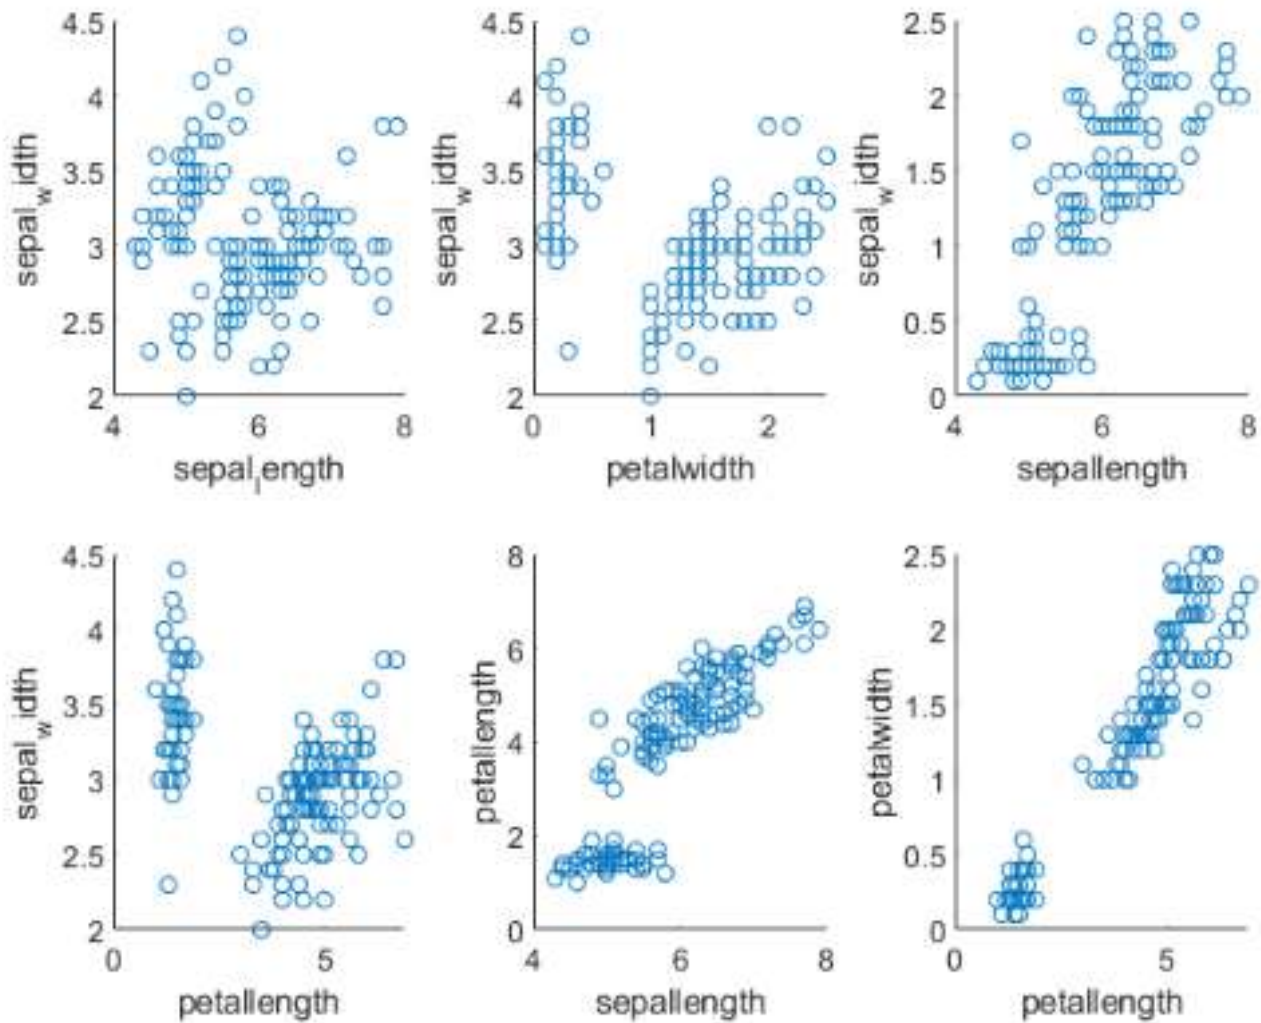 4.5
4
3.5
3
2.5
2
4 6 8
sepal_width
sepal_length
4.5
4
3.5
3
2.5
2
0 1 2
sepal_width
petalwidth
2.5
2
1.5
1
0.5
0
4 6 8
sepal_width
sepallength
4.5
4
3.5
3
2.5
2
0 5
sepal_width
petallength
8
6
4
2
0
4 6 8
petallength
sepallength
2.5
2
1.5
1
0.5
0
0 5
petalwidth
petallength